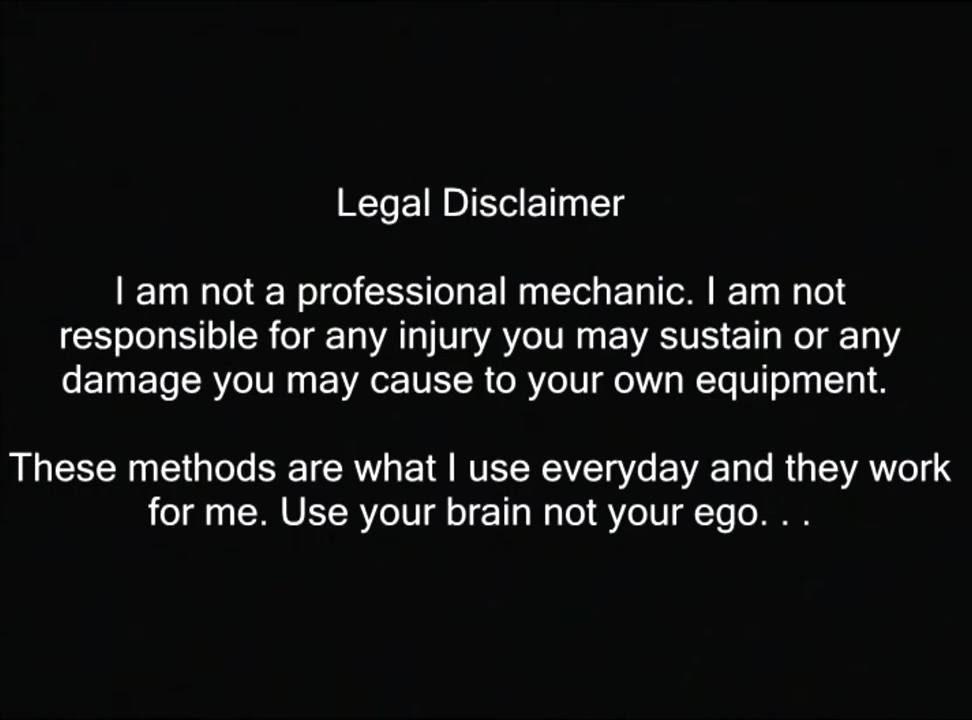 Legal Disclaimer
I am not a professional mechanic. I am not
responsible for any injury you may sustain or any
damage you may cause to your own equipment.
These methods are what I use everyday and they work
for me. Use your brain not your ego. . .